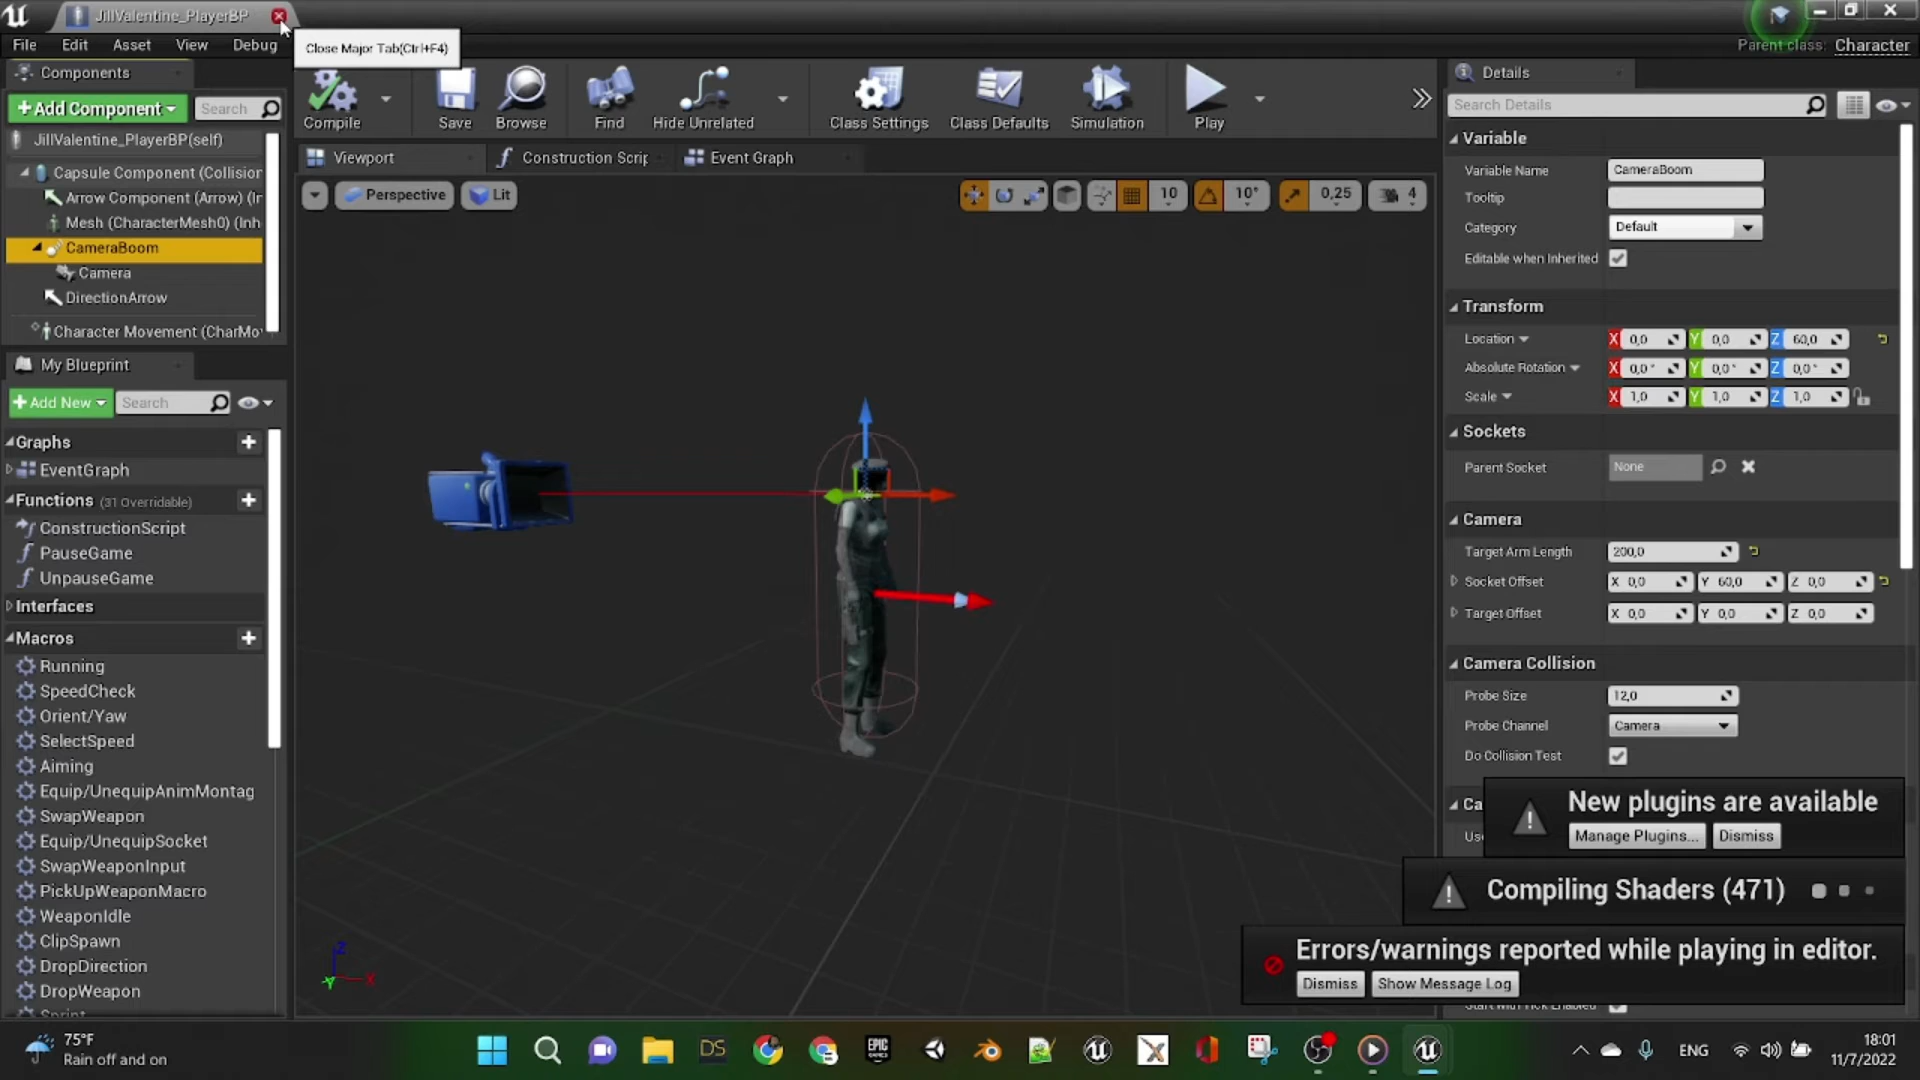 JillValentine_PlayerBP
File Edit Asset View Debug
Close Major Tab(Ctrl+F4)
Parent class: Character
Components
+Add Component
Search
JillValentine_PlayerBP(self)
Capsule Component (Collision
Arrow Component (Arrow) (In
Mesh (CharacterMesh0) (Inh
CameraBoom
Camera
DirectionArrow
Character Movement (CharMo
Compile Save Browse Find Hide Unrelated Class Settings Class Defaults Simulation Play
Viewport Construction Scrip Event Graph
Perspective Lit
10 10° 0,25 4
My Blueprint
+Add New Search
Graphs
EventGraph
Functions (31 Overridable)
ConstructionScript
PauseGame
UnpauseGame
Interfaces
Macros
Running
SpeedCheck
Orient/Yaw
SelectSpeed
Aiming
Equip/UnequipAnimMontag
SwapWeapon
Equip/UnequipSocket
SwapWeaponInput
PickUpWeaponMacro
WeaponIdle
ClipSpawn
DropDirection
DropWeapon
Sprint
Z
X
Y
Details
Search Details
Variable
Variable Name CameraBoom
Tooltip
Category Default
Editable when Inherited
Transform
Location X 0,0 Y 0,0 Z 60,0
Absolute Rotation X 0,0° Y 0,0° Z 0,0°
Scale X 1,0 Y 1,0 Z 1,0
Sockets
Parent Socket None
Camera
Target Arm Length 200,0
Socket Offset X 0,0 Y 60,0 Z 0,0
Target Offset X 0,0 Y 0,0 Z 0,0
Camera Collision
Probe Size 12,0
Probe Channel Camera
Do Collision Test
Ca
Use
New plugins are available
Manage Plugins... Dismiss
Compiling Shaders (471)
Errors/warnings reported while playing in editor.
Dismiss Show Message Log
Start with Tick Enabled
75°F
Rain off and on
DS
EPIC GAMES
ENG
18:01
11/7/2022